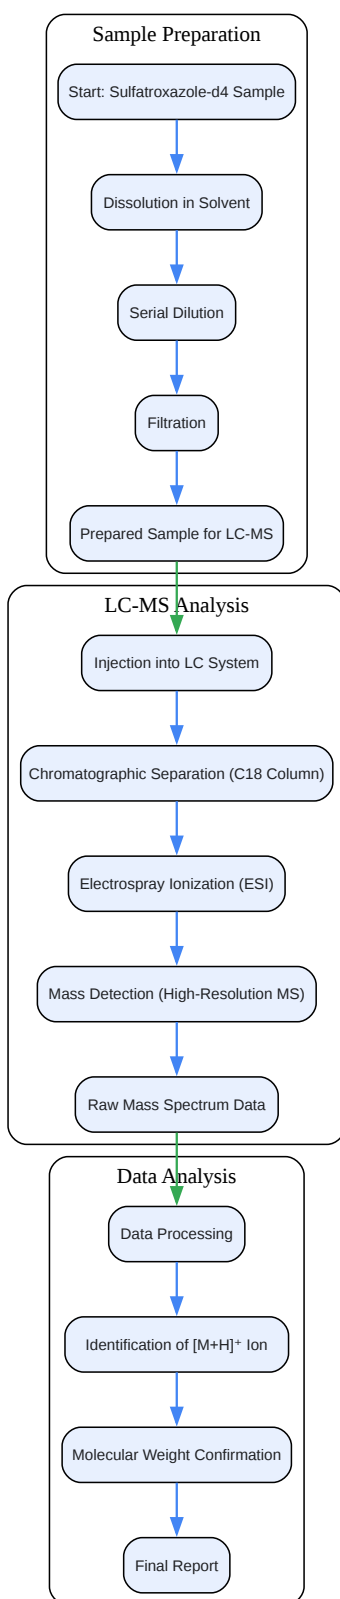 Sample Preparation
Start: Sulfatroxazole-d4 Sample
Dissolution in Solvent
Serial Dilution
Filtration
Prepared Sample for LC-MS
LC-MS Analysis
Injection into LC System
Chromatographic Separation (C18 Column)
Electrospray Ionization (ESI)
Mass Detection (High-Resolution MS)
Raw Mass Spectrum Data
Data Analysis
Data Processing
Identification of [M+H]⁺ Ion
Molecular Weight Confirmation
Final Report